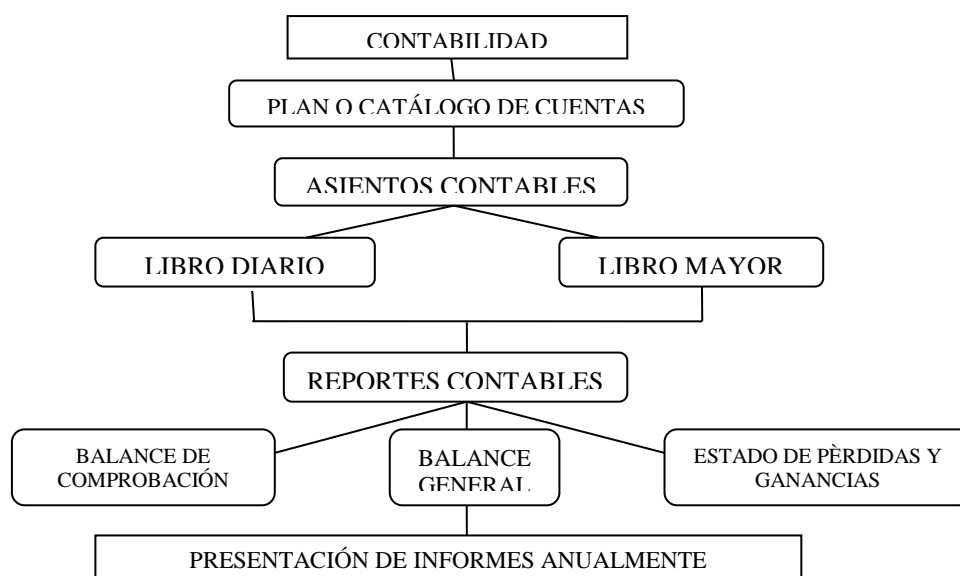 CONTABILIDAD
PLAN O CATÁLOGO DE CUENTAS
ASIENTOS CONTABLES
LIBRO DIARIO
LIBRO MAYOR
REPORTES CONTABLES
BALANCE DE
COMPROBACIÓN
BALANCE
GENERAL
ESTADO DE PÈRDIDAS Y
GANANCIAS
PRESENTACIÓN DE INFORMES ANUALMENTE